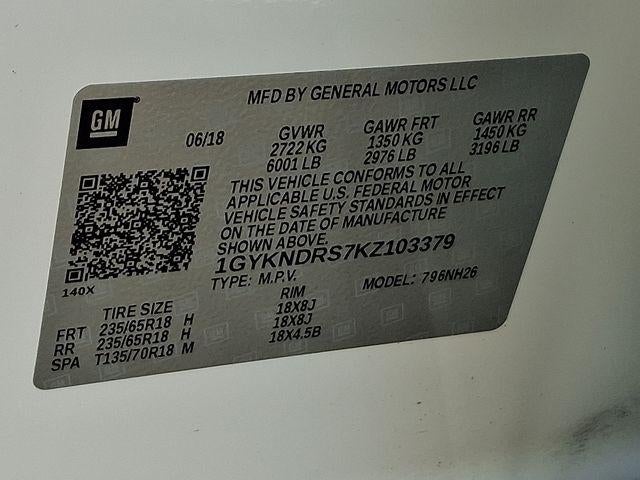 MFD BY GENERAL MOTORS LLC
GM
06/18 GVWR GAWR FRT GAWR RR
2722 KG 1350 KG 1450 KG
6001 LB 2976 LB 3196 LB
THIS VEHICLE CONFORMS TO ALL
APPLICABLE U.S. FEDERAL MOTOR
VEHICLE SAFETY STANDARDS IN EFFECT
ON THE DATE OF MANUFACTURE
SHOWN ABOVE.
1GYKNDRS7KZ103379
140X
TYPE: M.P.V. MODEL: 796NH26
TIRE SIZE RIM
FRT 235/65R18 H 18X8J
RR 235/65R18 H 18X8J
SPA T135/70R18 M 18X4.5B